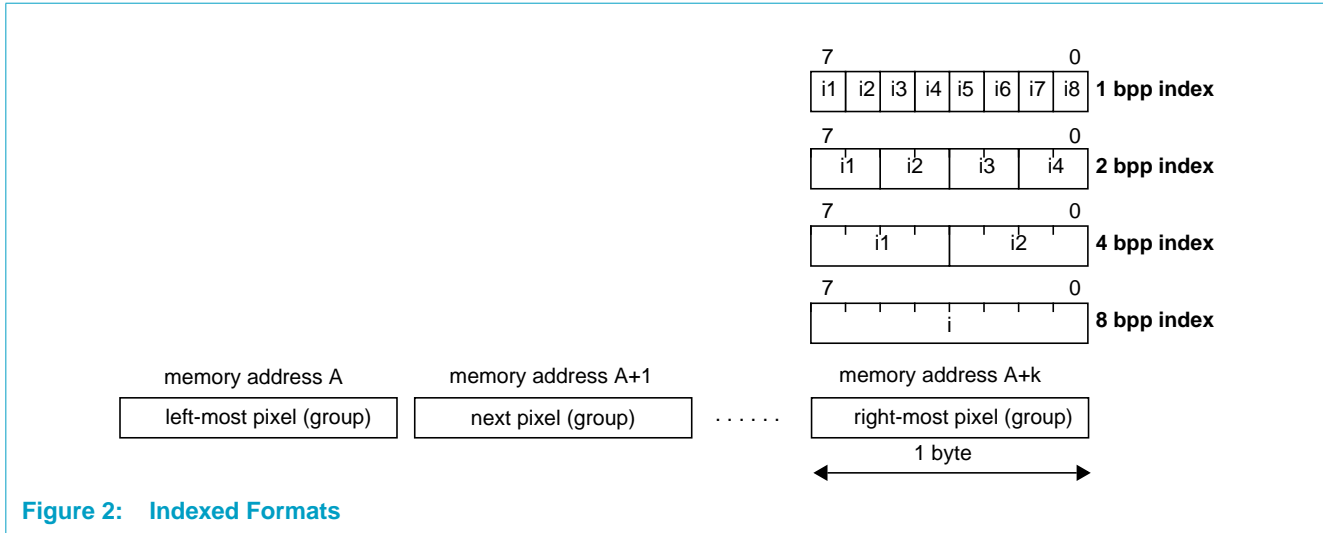 7 0
i1 i2 i3 i4 i5 i6 i7 i8 1 bpp index
7 0
i1 i2 i3 i4 2 bpp index
7 0
i1 i2 4 bpp index
7 0
i 8 bpp index
memory address A memory address A+1 memory address A+k
left-most pixel (group) next pixel (group) . . . . . . right-most pixel (group)
1 byte
Figure 2: Indexed Formats